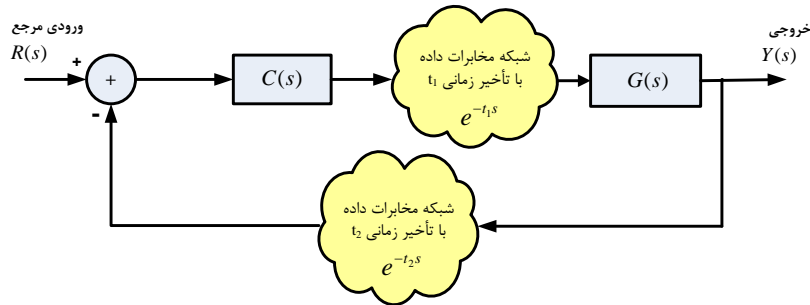 ورودی مرجع
R(s)
+
+
-
C(s)
شبکه مخابرات داده
با تأخیر زمانی
t₁
e^{-t₁s}
G(s)
خروجی
Y(s)
شبکه مخابرات داده
با تأخیر زمانی t₂
e^{-t₂s}